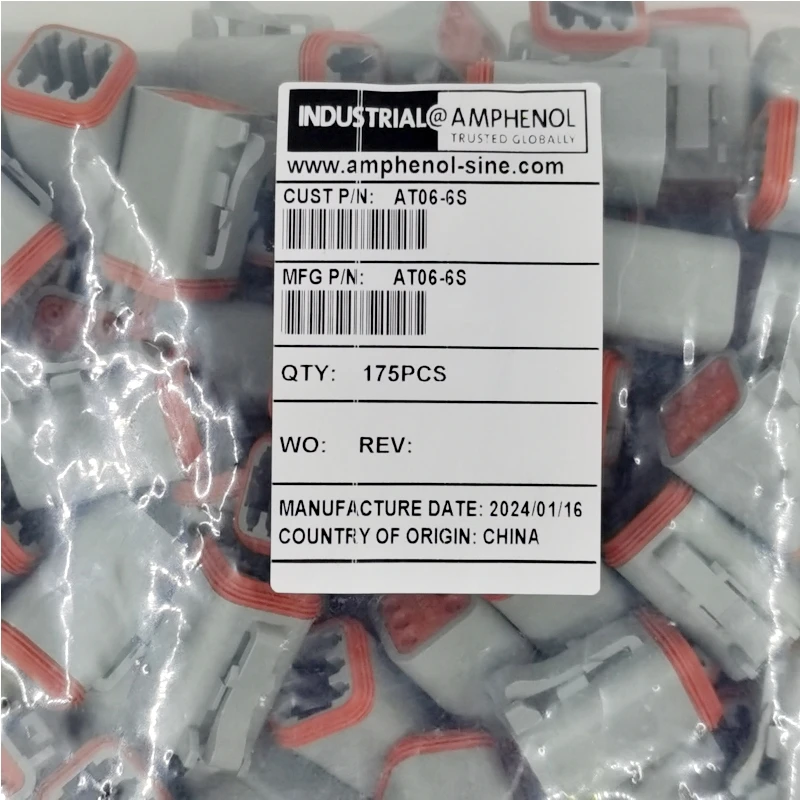 INDUSTRIAL@AMPHENOL
TRUSTED GLOBALLY
www.amphenol-sine.com
CUST P/N: AT06-6S
MFG P/N: AT06-6S
QTY: 175PCS
WO: REV:
MANUFACTURE DATE: 2024/01/16
COUNTRY OF ORIGIN: CHINA